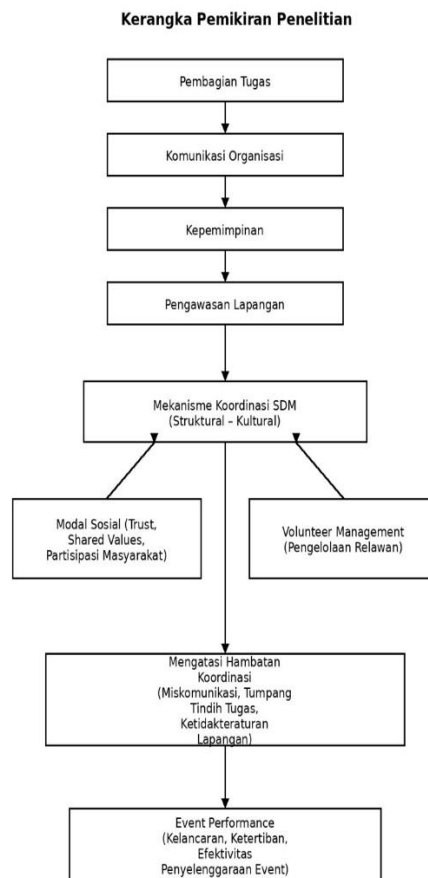 Kerangka Pemikiran Penelitian
Pembagian Tugas
Komunikasi Organisasi
Kepemimpinan
Pengawasan Lapangan
Mekanisme Koordinasi SDM
(Struktural – Kultural)
Modal Sosial (Trust,
Shared Values,
Partisipasi Masyarakat)
Volunteer Management
(Pengelolaan Relawan)
Mengatasi Hambatan
Koordinasi
(Miskomunikasi, Tumpang
Tindih Tugas,
Ketidakteraturan
Lapangan)
Event Performance
(Kelancaran, Ketertiban,
Efektivitas
Penyelenggaraan Event)